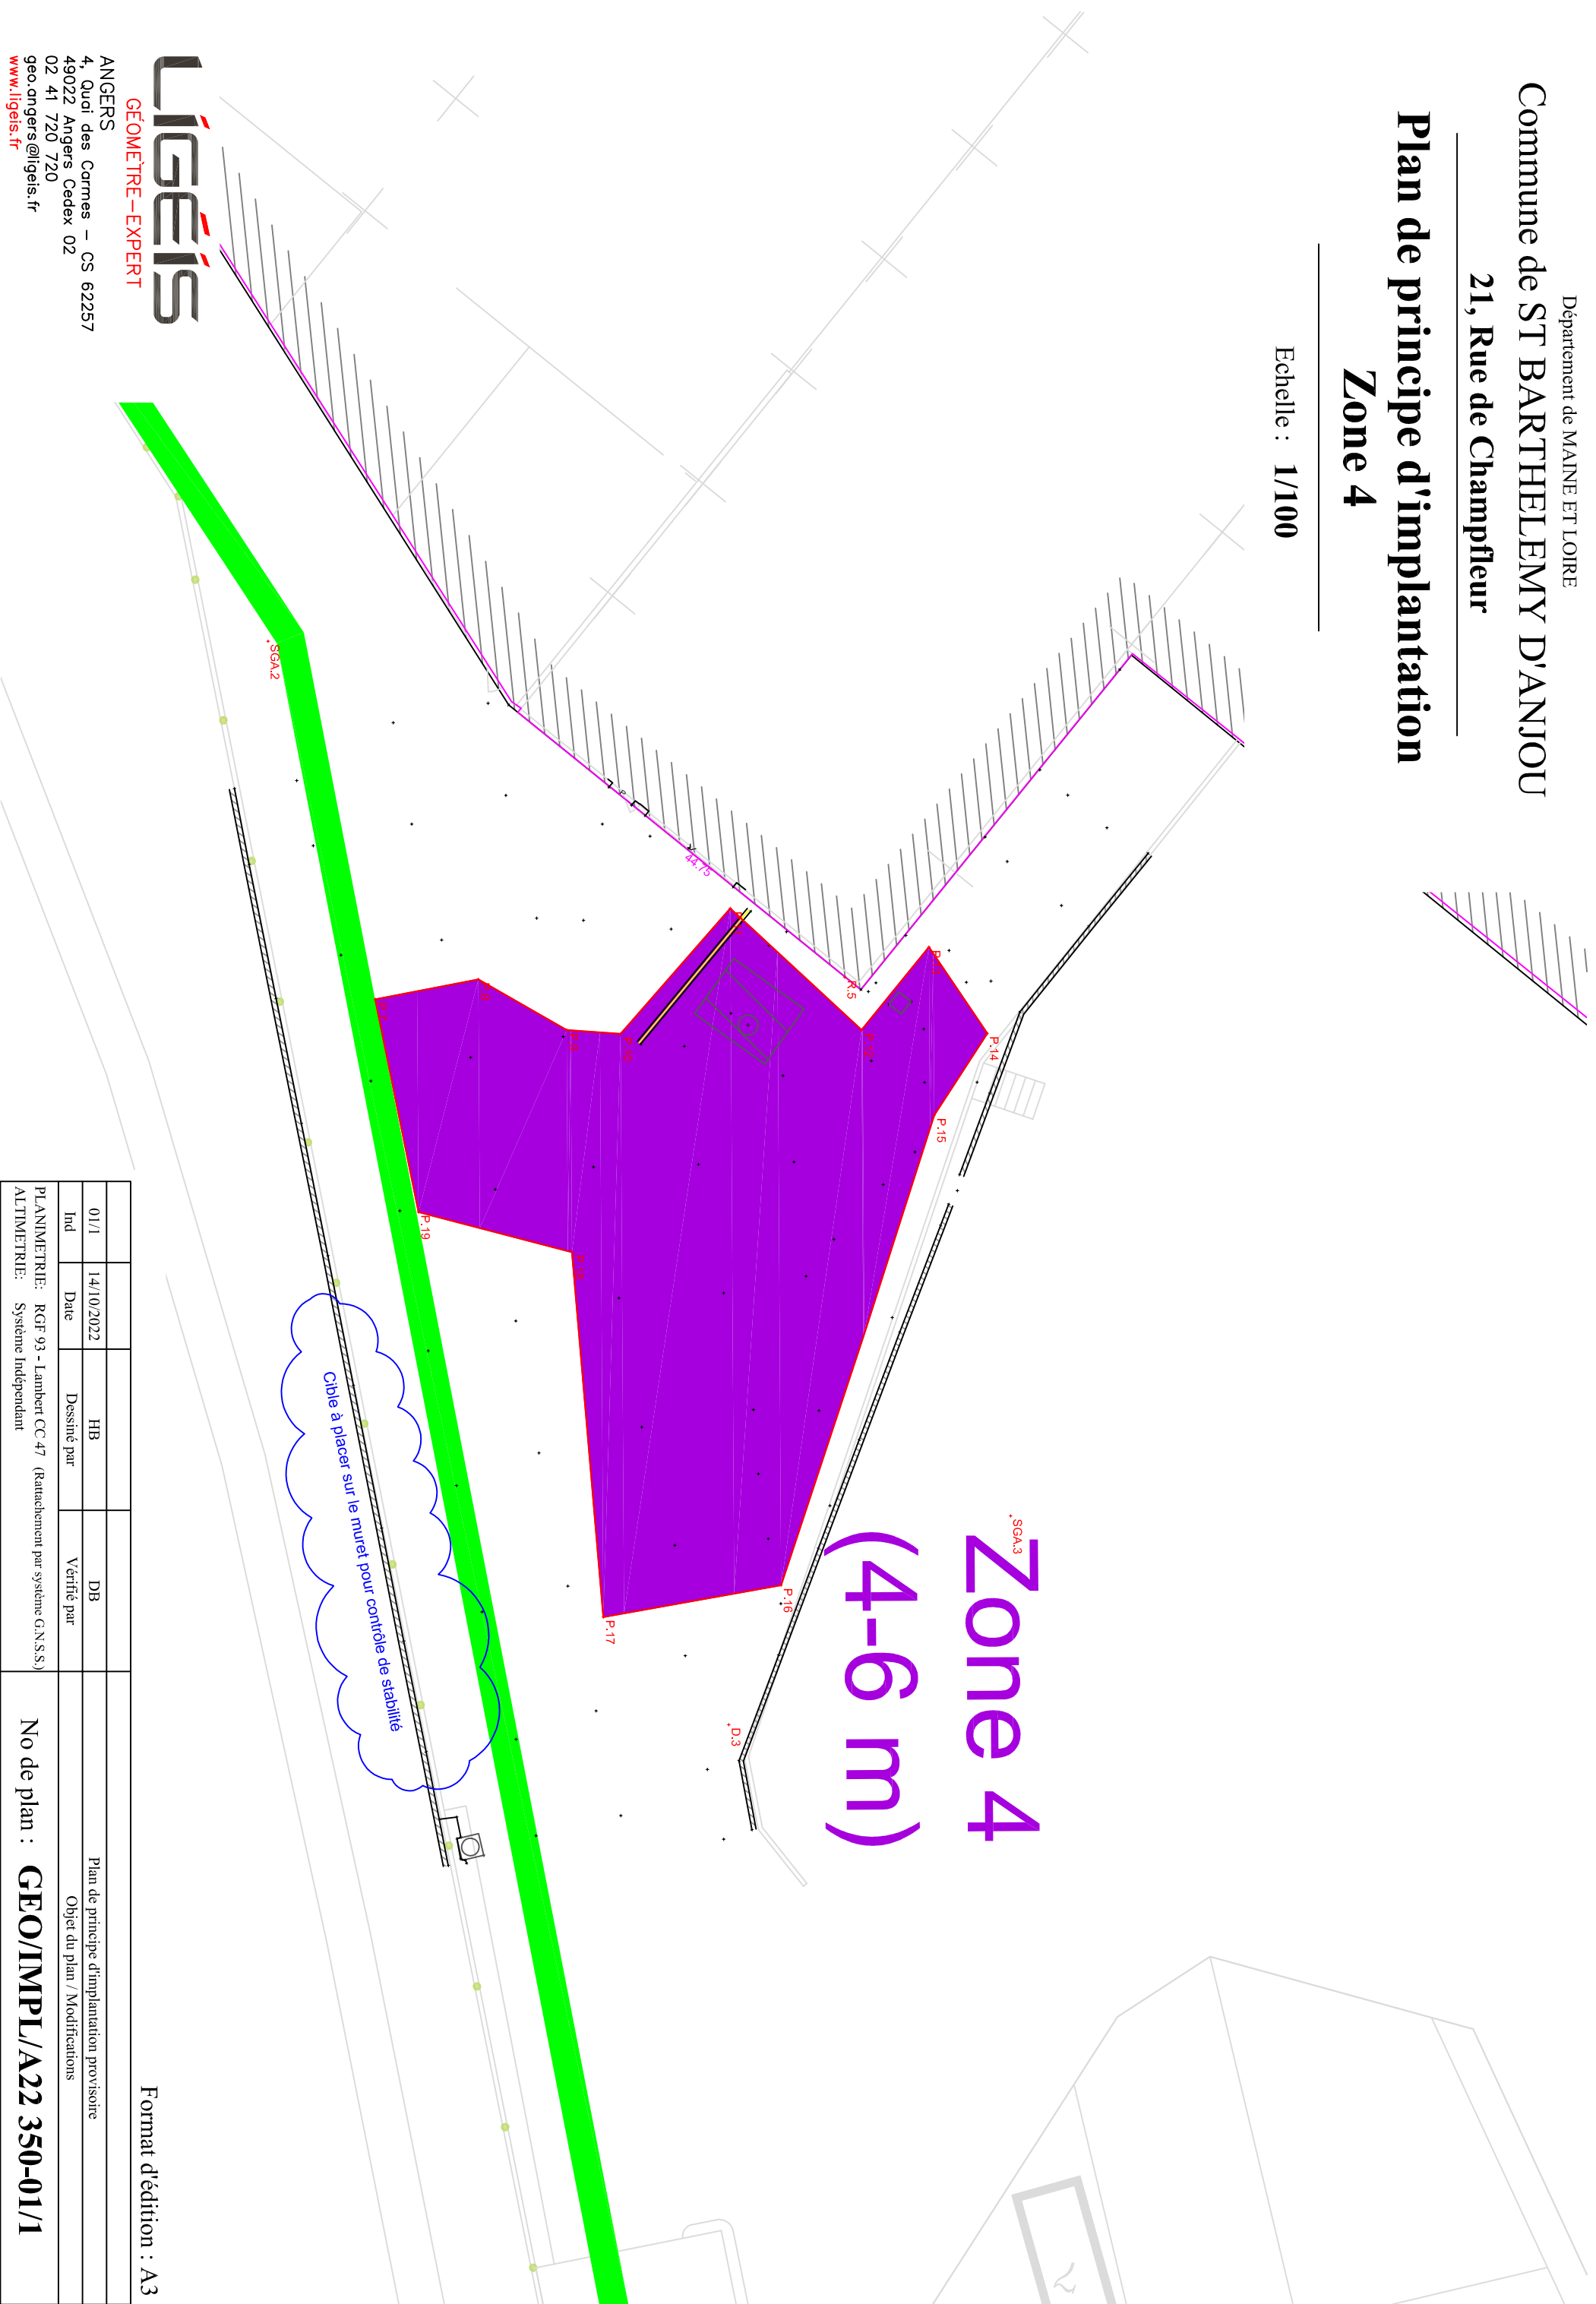 Département de MAINE ET LOIRE
Commune de ST BARTHELEMY D'ANJOU
21, Rue de Champfleur
Plan de principe d'implantation
Zone 4
Echelle : 1/100
LIGÉIS
GÉOMÈTRE-EXPERT
ANGERS
4, Quai des Carmes - CS 62257
49022 Angers Cedex 02
02 41 720 720
geo.angers@ligeis.fr
www.ligeis.fr
SGA.2
44.75
R.5
P.10
P.12
P.14
P.15
P.19
P.16
P.17
SGA.3
D.3
Zone 4
(4-6 m)
Cible à placer sur le muret pour contrôle de stabilité
Format d'édition : A3
01/1 14/10/2022 HB DB Plan de principe d'implantation provisoire
Ind Date Dessiné par Vérifié par Objet du plan / Modifications
PLANIMETRIE: RGF 93 - Lambert CC 47 (Rattachement par système G.N.S.S.)
ALTIMETRIE: Système Indépendant
No de plan : GEO/IMPL/A22 350-01/1